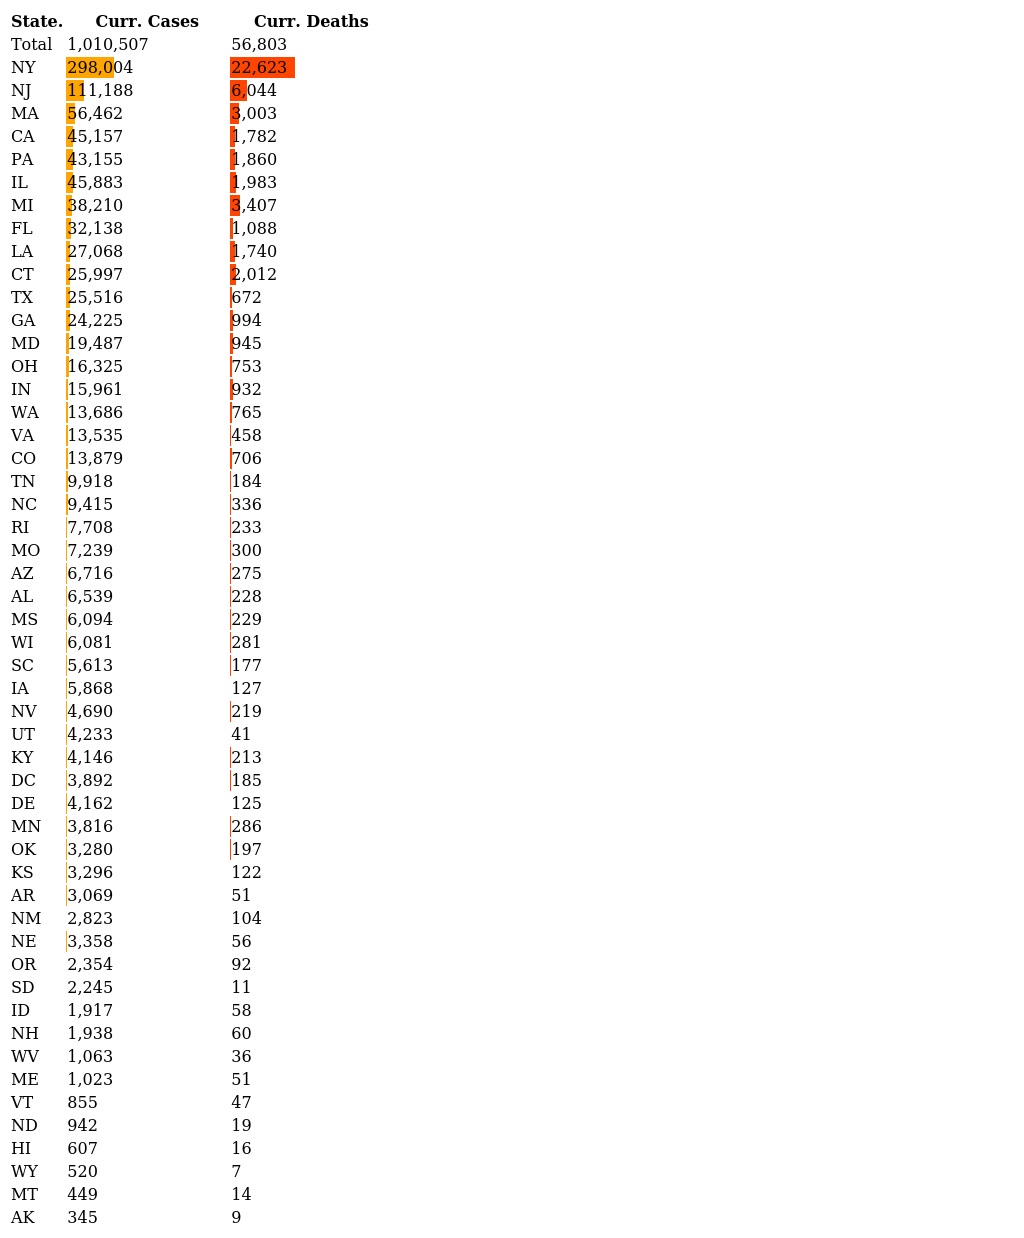 State. Curr. Cases Curr. Deaths
Total 1,010,507 56,803
NY 298,004 22,623
NJ 111,188 6,044
MA 56,462 3,003
CA 45,157 1,782
PA 43,155 1,860
IL 45,883 1,983
MI 38,210 3,407
FL 32,138 1,088
LA 27,068 1,740
CT 25,997 2,012
TX 25,516 672
GA 24,225 994
MD 19,487 945
OH 16,325 753
IN 15,961 932
WA 13,686 765
VA 13,535 458
CO 13,879 706
TN 9,918 184
NC 9,415 336
RI 7,708 233
MO 7,239 300
AZ 6,716 275
AL 6,539 228
MS 6,094 229
WI 6,081 281
SC 5,613 177
IA 5,868 127
NV 4,690 219
UT 4,233 41
KY 4,146 213
DC 3,892 185
DE 4,162 125
MN 3,816 286
OK 3,280 197
KS 3,296 122
AR 3,069 51
NM 2,823 104
NE 3,358 56
OR 2,354 92
SD 2,245 11
ID 1,917 58
NH 1,938 60
WV 1,063 36
ME 1,023 51
VT 855 47
ND 942 19
HI 607 16
WY 520 7
MT 449 14
AK 345 9